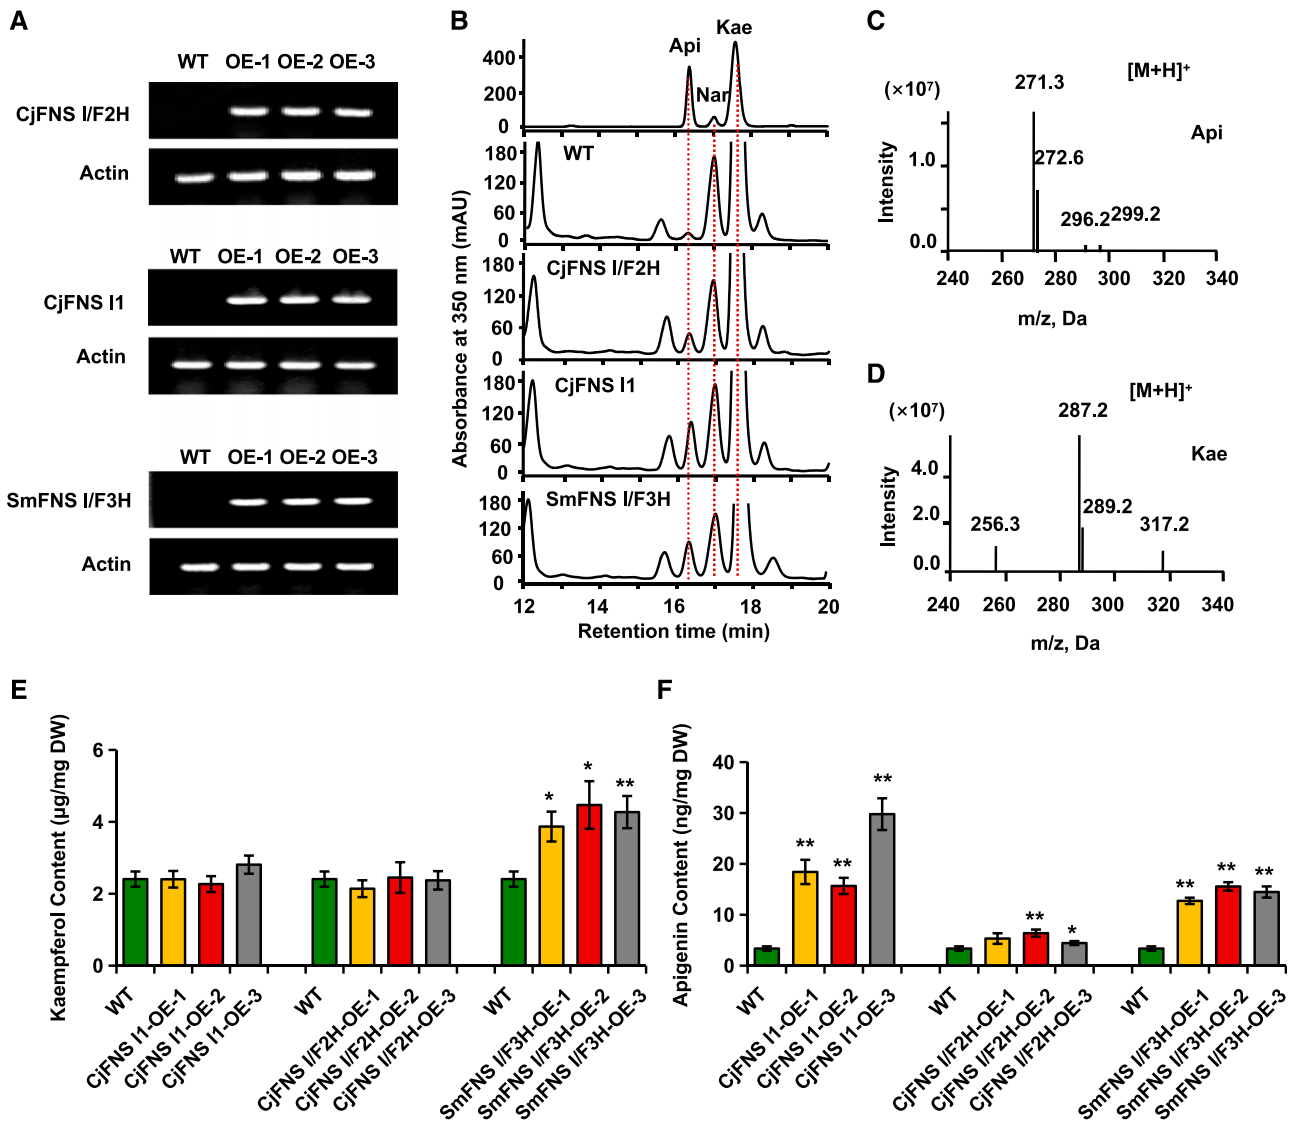 A
WT OE-1 OE-2 OE-3
CjFNS I/F2H
Actin
WT OE-1 OE-2 OE-3
CjFNS I1
Actin
WT OE-1 OE-2 OE-3
SmFNS I/F3H
Actin
B
Absorbance at 350 nm (mAU)
Api
Nar
Kae
400
200
0
WT
180
120
60
0
CjFNS I/F2H
180
120
60
0
CjFNS I1
180
120
60
0
SmFNS I/F3H
180
120
60
0
12 14 16 17 18 20
Retention time (min)
C
(×10⁷)
271.3
[M+H]⁺
Api
272.6
296.2
299.2
Intensity
1.0
0.0
240 260 280 300 320 340
m/z, Da
D
(×10⁷)
287.2
[M+H]⁺
Kae
289.2
256.3
317.2
Intensity
4.0
2.0
0.0
240 260 280 300 320 340
m/z, Da
E
Kaempferol Content (μg/mg DW)
6
4
2
0
* * **
WT
CjFNS I1-OE-1
CjFNS I1-OE-2
CjFNS I1-OE-3
WT
CjFNS I/F2H-OE-1
CjFNS I/F2H-OE-2
CjFNS I/F2H-OE-3
WT
SmFNS I/F3H-OE-1
SmFNS I/F3H-OE-2
SmFNS I/F3H-OE-3
F
Apigenin Content (ng/mg DW)
40
30
20
10
0
** ** **
** *
** ** **
WT
CjFNS I1-OE-1
CjFNS I1-OE-2
CjFNS I1-OE-3
WT
CjFNS I/F2H-OE-1
CjFNS I/F2H-OE-2
CjFNS I/F2H-OE-3
WT
SmFNS I/F3H-OE-1
SmFNS I/F3H-OE-2
SmFNS I/F3H-OE-3